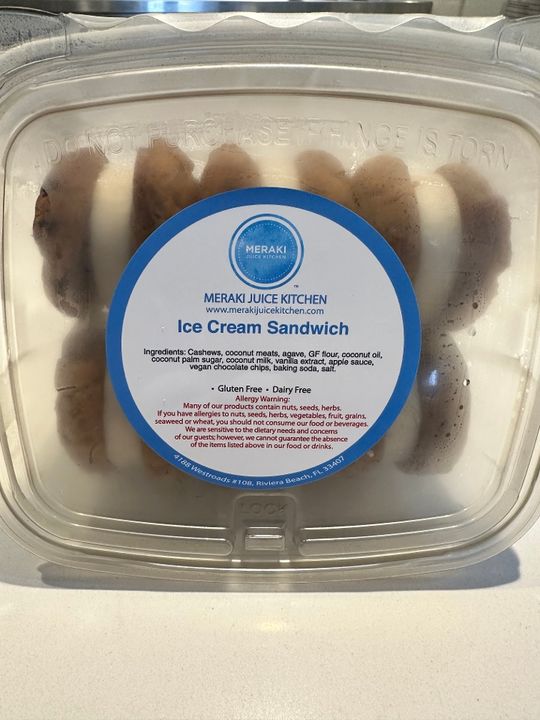 DO NOT PURCHASE IF HINGE IS TORN
MERAKI
JUICE KITCHEN
™
MERAKI JUICE KITCHEN
www.merakijuicekitchen.com
Ice Cream Sandwich
Ingredients: Cashews, coconut meats, agave, GF flour, coconut oil,
coconut palm sugar, coconut milk, vanilla extract, apple sauce,
vegan chocolate chips, baking soda, salt.
• Gluten Free • Dairy Free
Allergy Warning:
Many of our products contain nuts, seeds, herbs.
If you have allergies to nuts, seeds, herbs, vegetables, fruit, grains,
seaweed or wheat, you should not consume our food or beverages.
We are sensitive to the dietary needs and concerns
of our guests; however, we cannot guarantee the absence
of the items listed above in our food or drinks.
4188 Westroads #108, Riviera Beach, FL 33407
LOCK